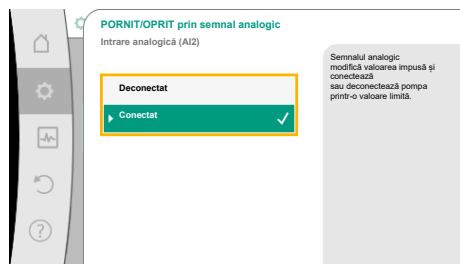 PORNIT/OPRIT prin semnal analogic
Intrare analogică (AI2)
Deconectat
Conectat
Semnalul analogic
modifică valoarea impusă și
conectează
sau deconectează pompa
printr-o valoare limită.
?